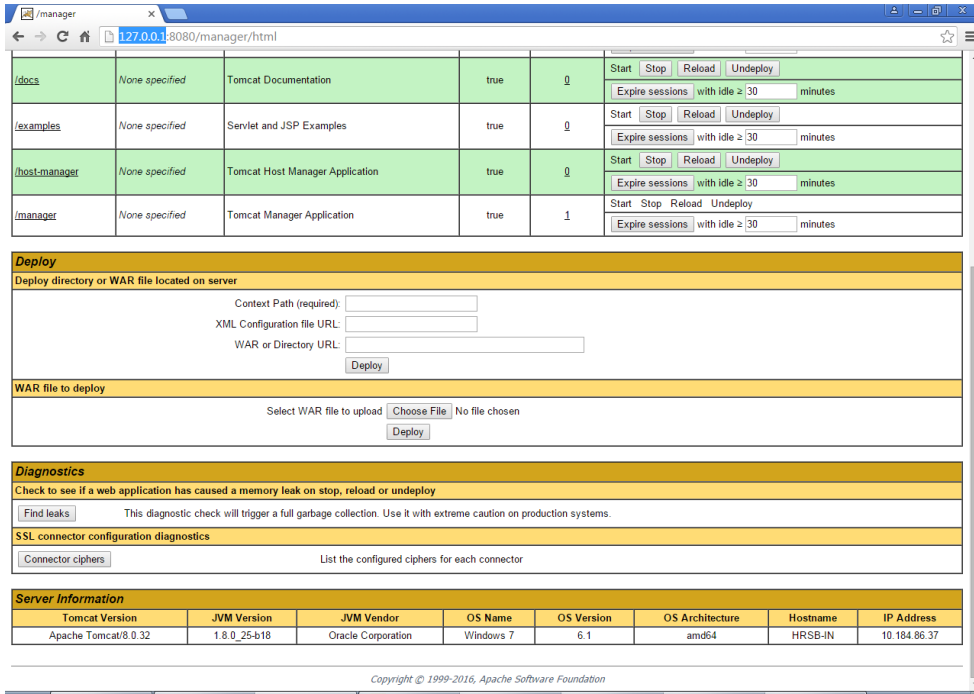 /manager
127.0.0.1:8080/manager/html
/docs None specified Tomcat Documentation true 0 Start Stop Reload Undeploy
Expire sessions with idle ≥ 30 minutes
/examples None specified Servlet and JSP Examples true 0 Start Stop Reload Undeploy
Expire sessions with idle ≥ 30 minutes
/host-manager None specified Tomcat Host Manager Application true 0 Start Stop Reload Undeploy
Expire sessions with idle ≥ 30 minutes
/manager None specified Tomcat Manager Application true 1 Start Stop Reload Undeploy
Expire sessions with idle ≥ 30 minutes
Deploy
Deploy directory or WAR file located on server
Context Path (required):
XML Configuration file URL:
WAR or Directory URL:
Deploy
WAR file to deploy
Select WAR file to upload Choose File No file chosen
Deploy
Diagnostics
Check to see if a web application has caused a memory leak on stop, reload or undeploy
Find leaks This diagnostic check will trigger a full garbage collection. Use it with extreme caution on production systems.
SSL connector configuration diagnostics
Connector ciphers List the configured ciphers for each connector
Server Information
Tomcat Version JVM Version JVM Vendor OS Name OS Version OS Architecture Hostname IP Address
Apache Tomcat/8.0.32 1.8.0_25-b18 Oracle Corporation Windows 7 6.1 amd64 HRSB-IN 10.184.86.37
Copyright © 1999-2016, Apache Software Foundation